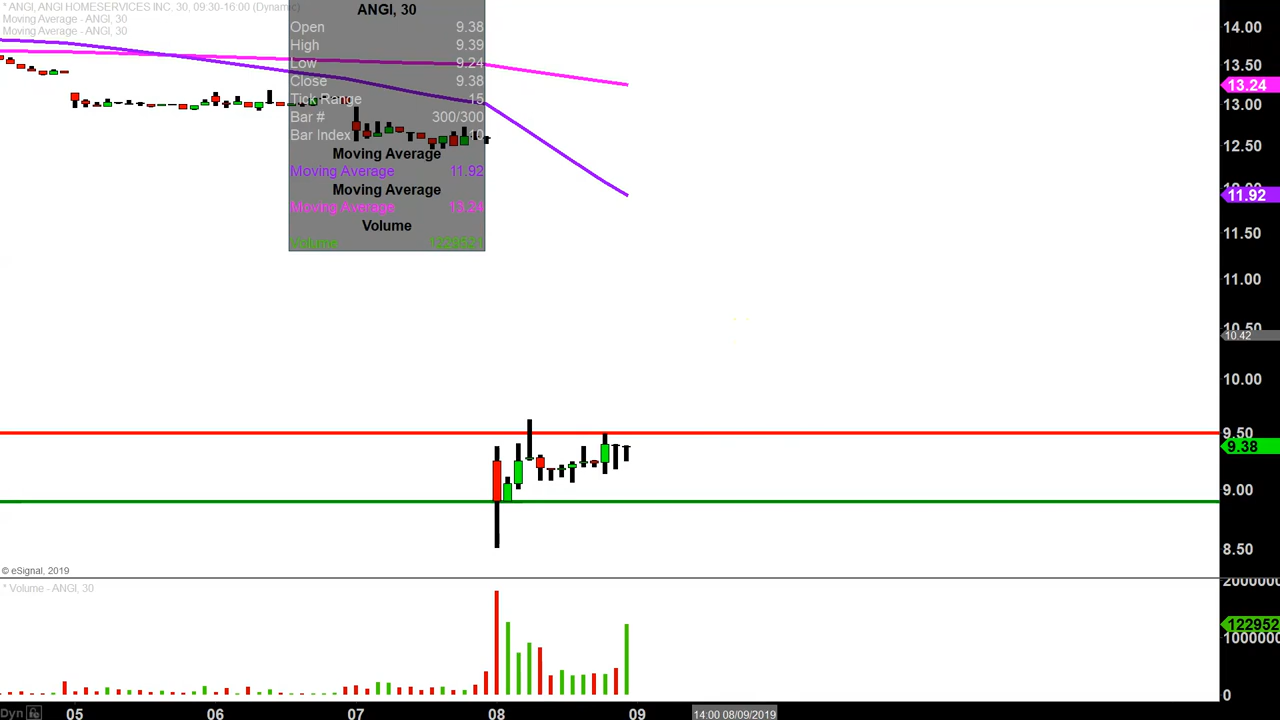 * ANGI, ANGI HOMESERVICES INC. 30, 09:30-16:00 (Dynamic)
Moving Average - ANGI, 30
Moving Average - ANGI, 30
ANGI, 30
Open 9.38
High 9.39
Low 9.24
Close 9.38
Tick Range 15
Bar # 300/300
Bar Index
Moving Average
Moving Average 11.92
Moving Average
Moving Average 13.24
Volume
Volume
14.00
13.50
13.24
13.00
12.50
11.92
11.50
11.00
10.50
10.42
10.00
9.50
9.38
9.00
8.50
© eSignal, 2019
* Volume - ANGI, 30
2000000
122952
1000000
0
Dyn 05 06 07 08 09 14:00 08/09/2019